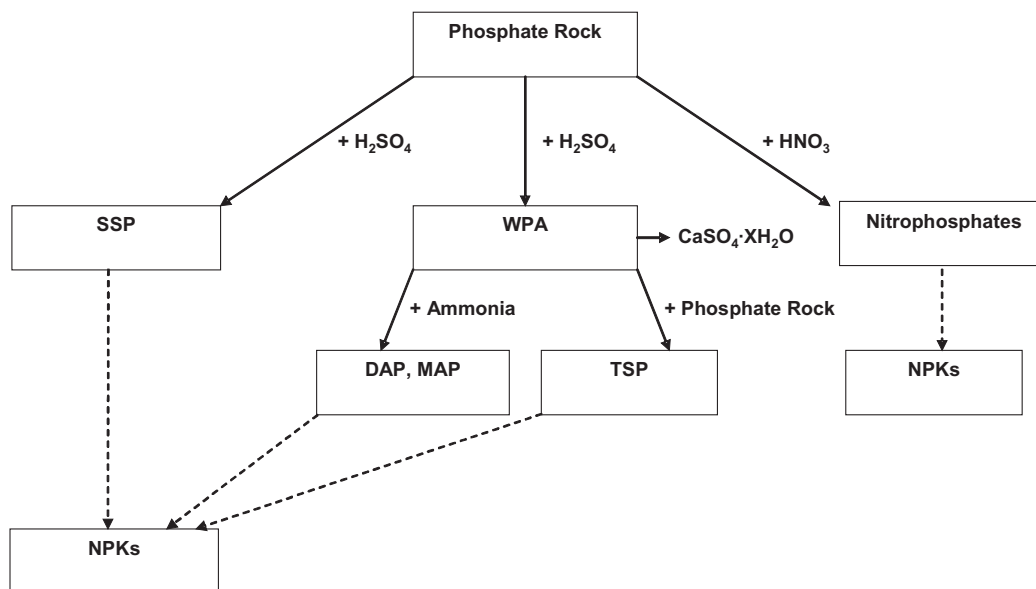 Phosphate Rock
+ H₂SO₄
+ H₂SO₄
+ HNO₃
SSP
WPA
Nitrophosphates
CaSO₄·XH₂O
+ Ammonia
+ Phosphate Rock
DAP, MAP
TSP
NPKs
NPKs